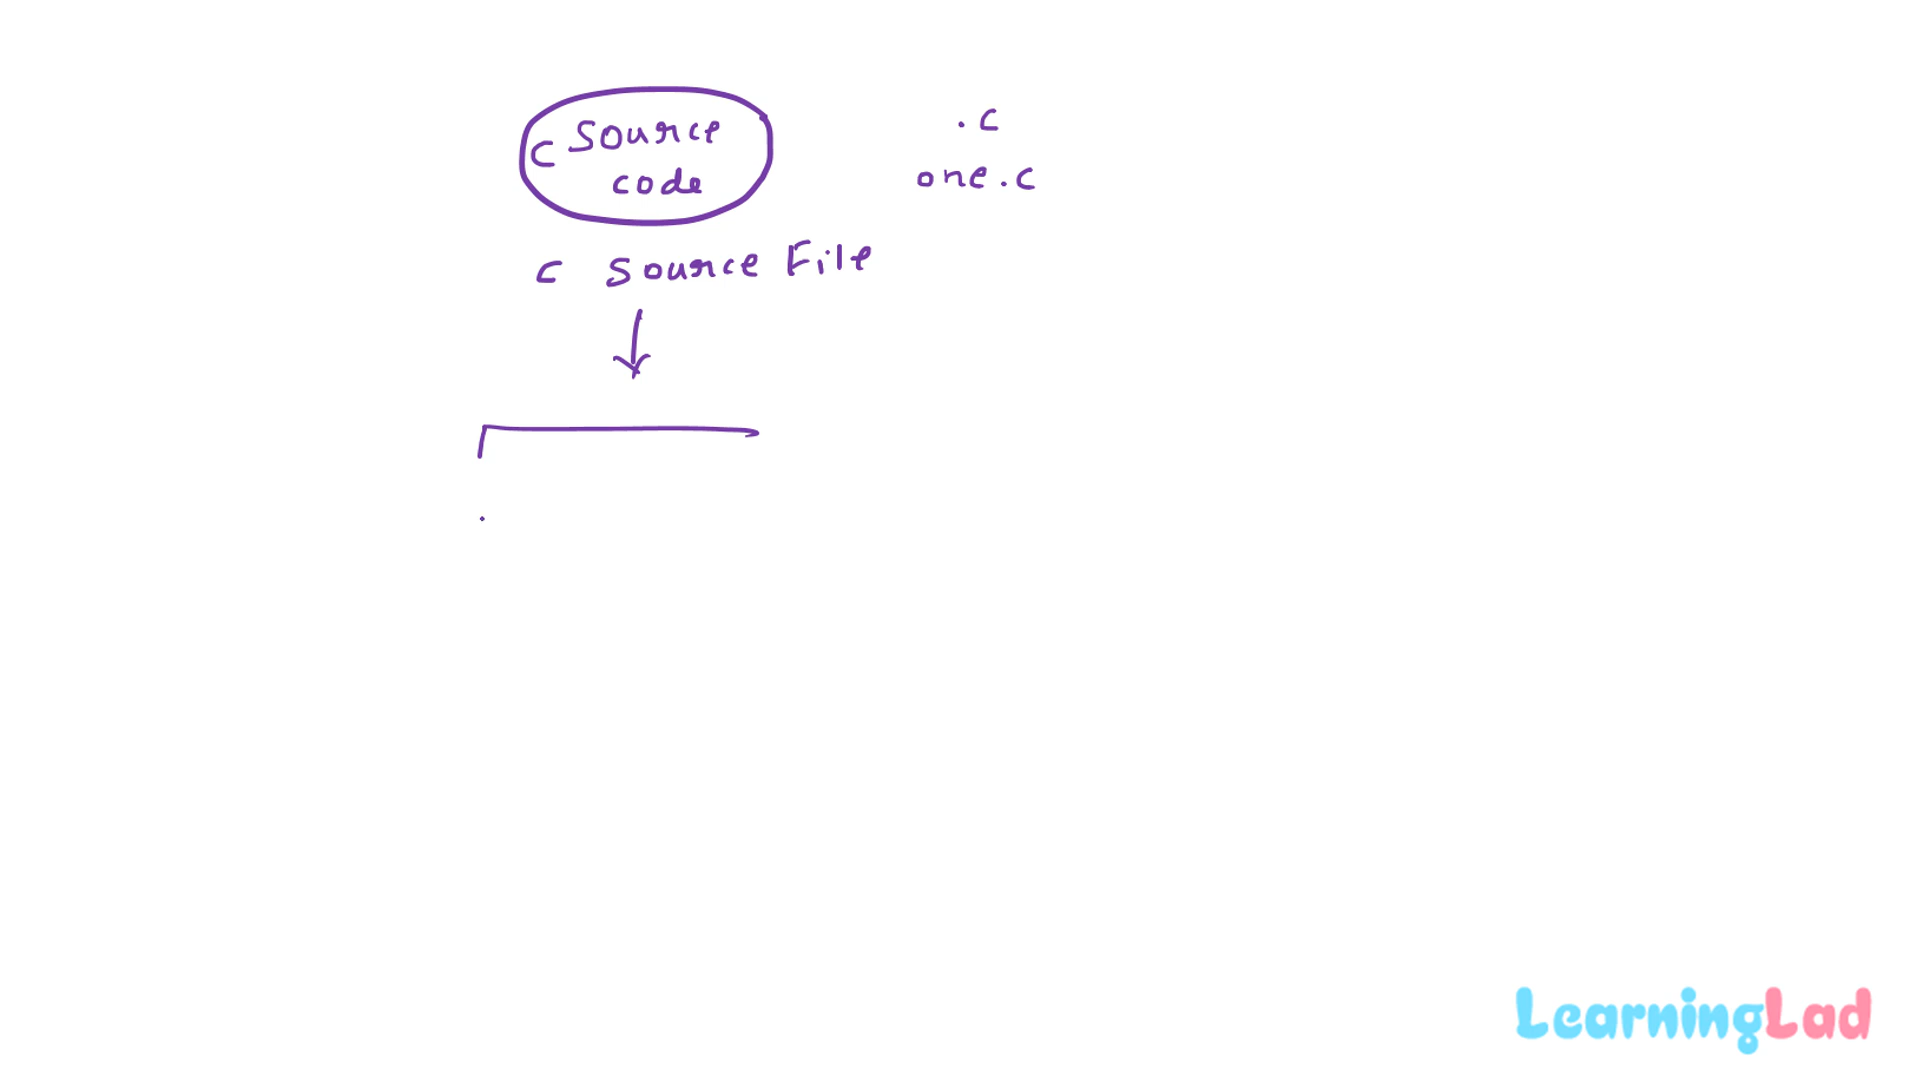 C Source
code
.c
one.c
C Source File
LearningLad